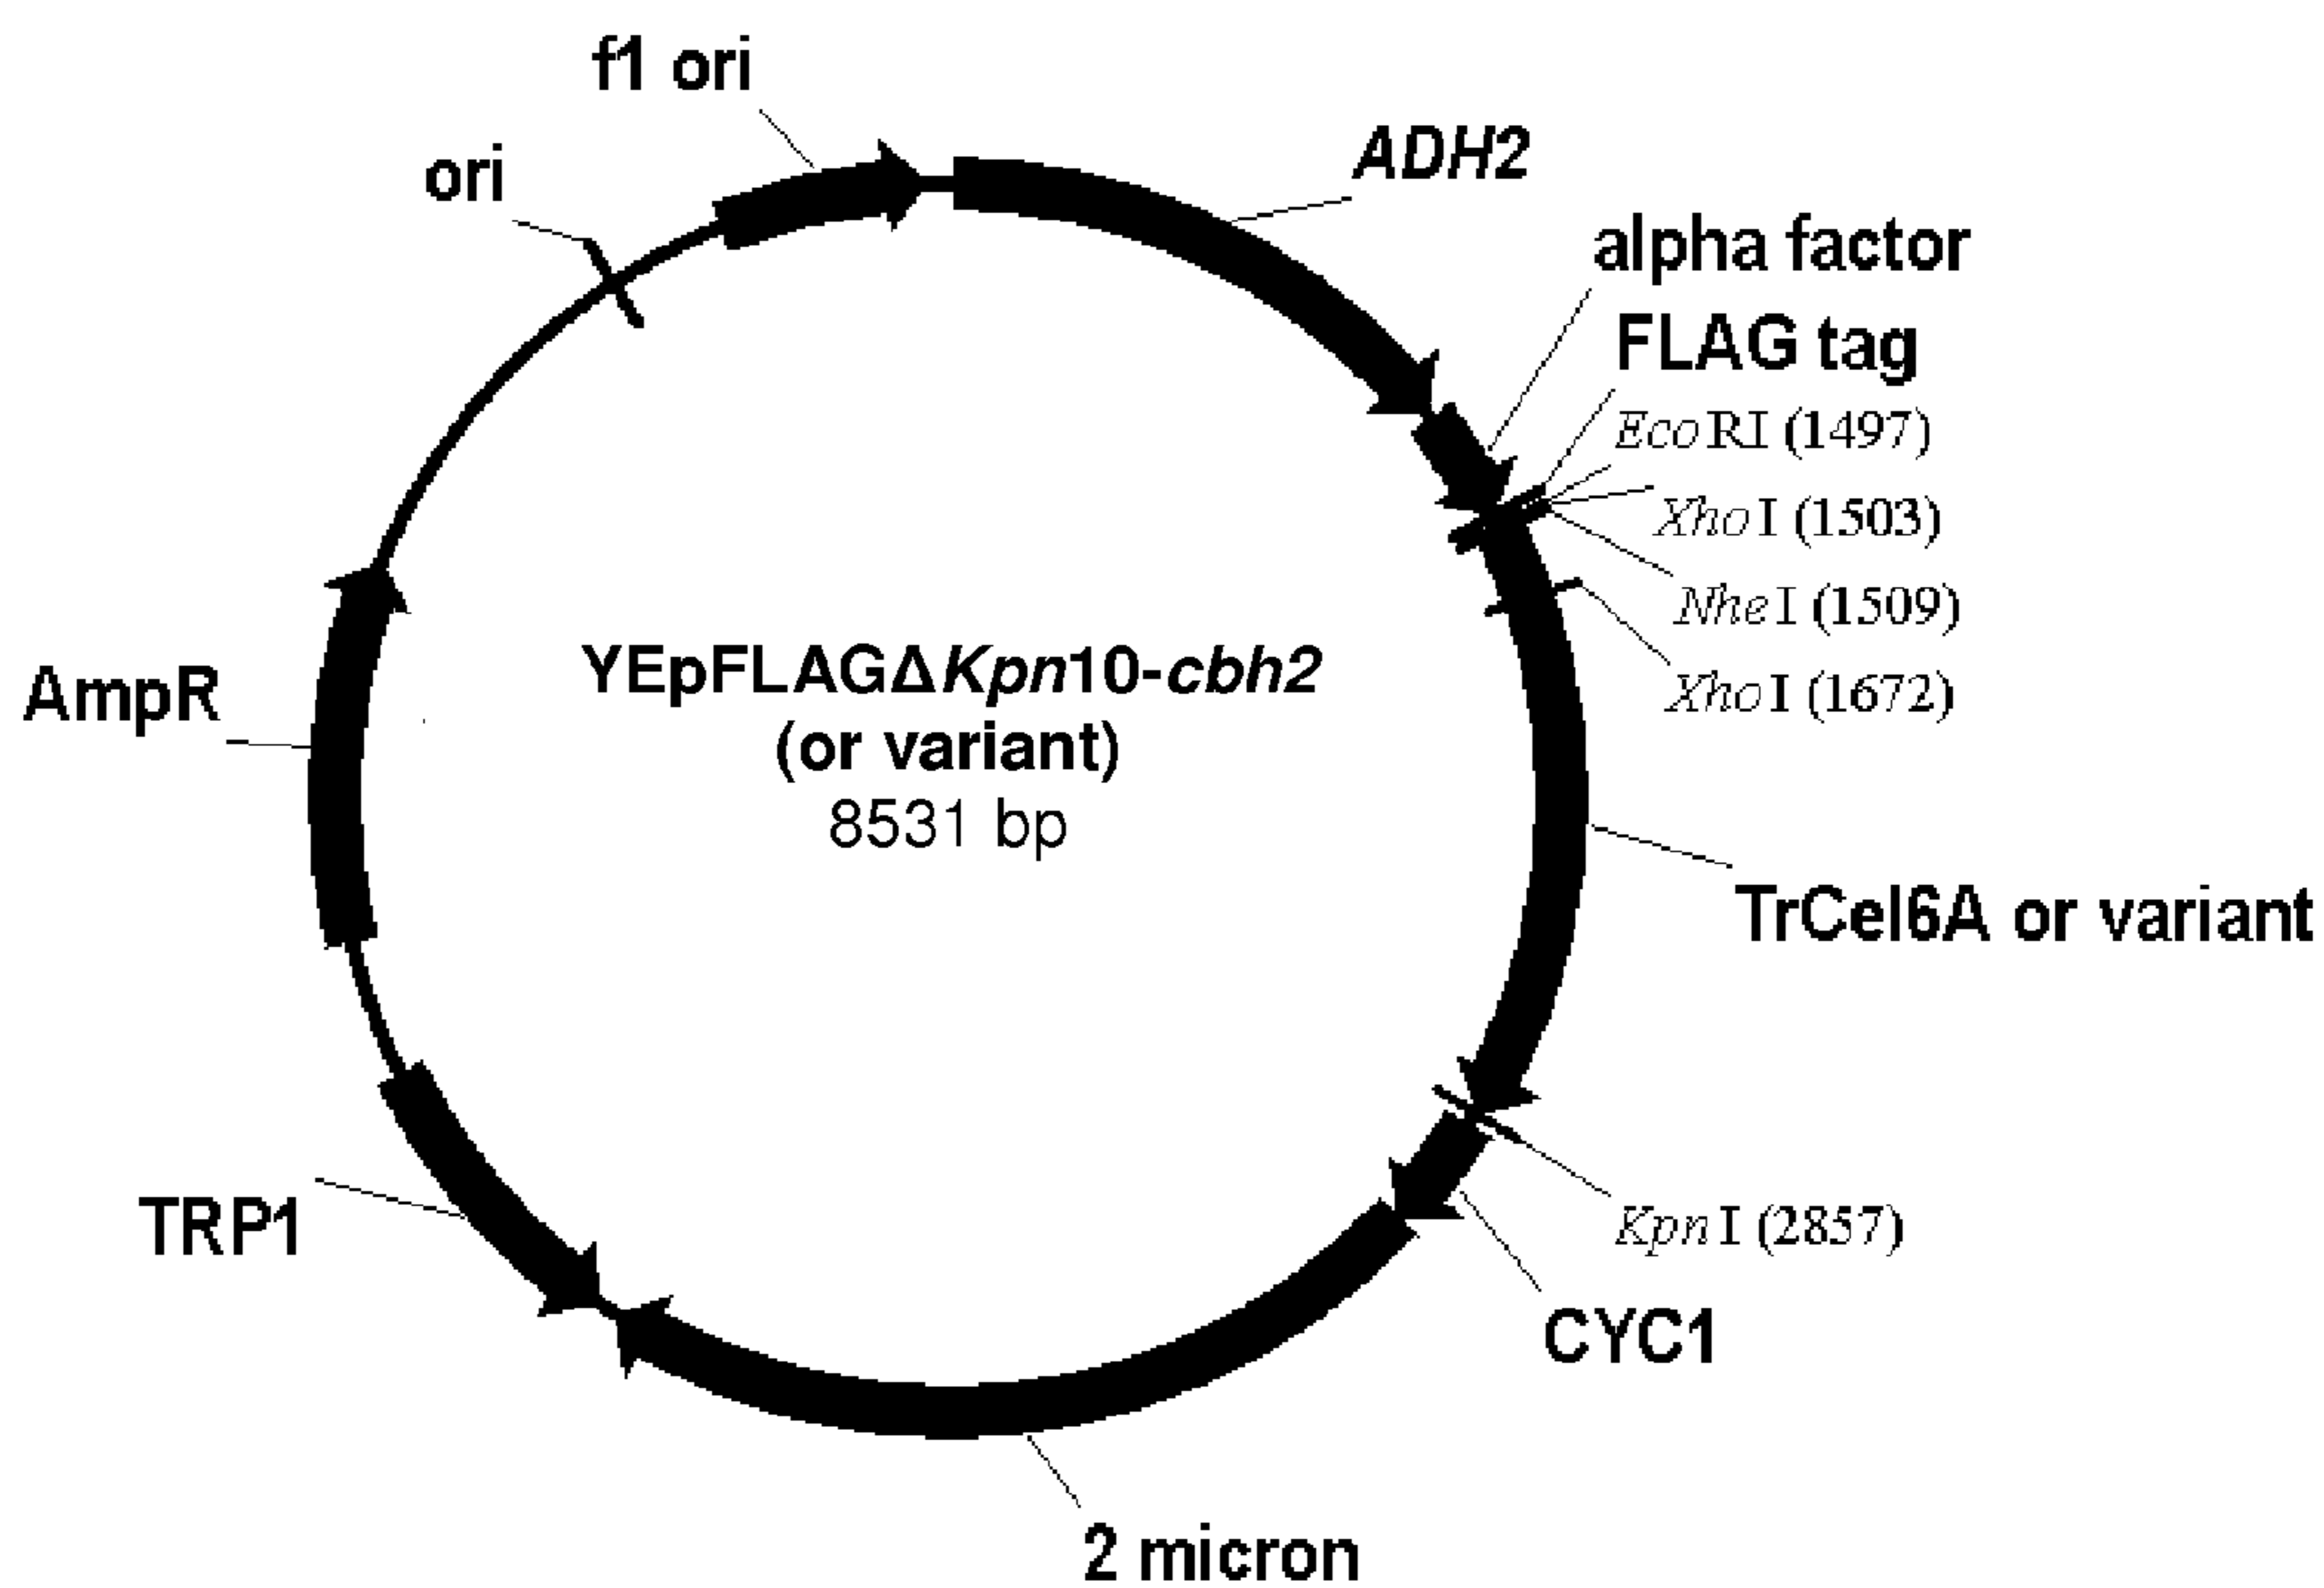 f1 ori
ori
ADH2
alpha factor
FLAG tag
EcoRI (1497)
XhoI (1503)
NheI (1509)
XhoI (1672)
YEpFLAGΔKpn10-cbh2
(or variant)
8531 bp
AmpR
TrCel6A or variant
TRP1
KpnI (2857)
CYC1
2 micron